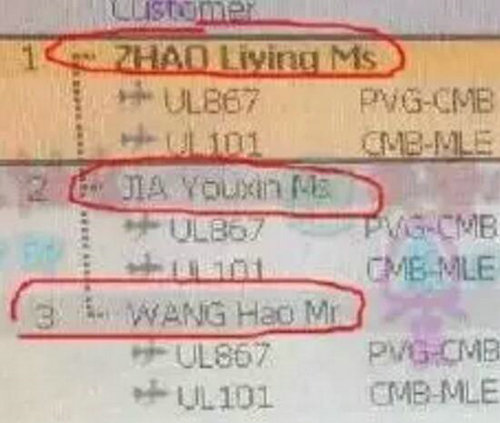 Customer
1 ZHAO Liying Ms
UL867 PVG-CMB
UL101 CMB-MLE
2 JIA Youxin Ms
UL867 PVG-CMB
UL101 CMB-MLE
3 WANG Hao Mr
UL867 PVG-CMB
UL101 CMB-MLE